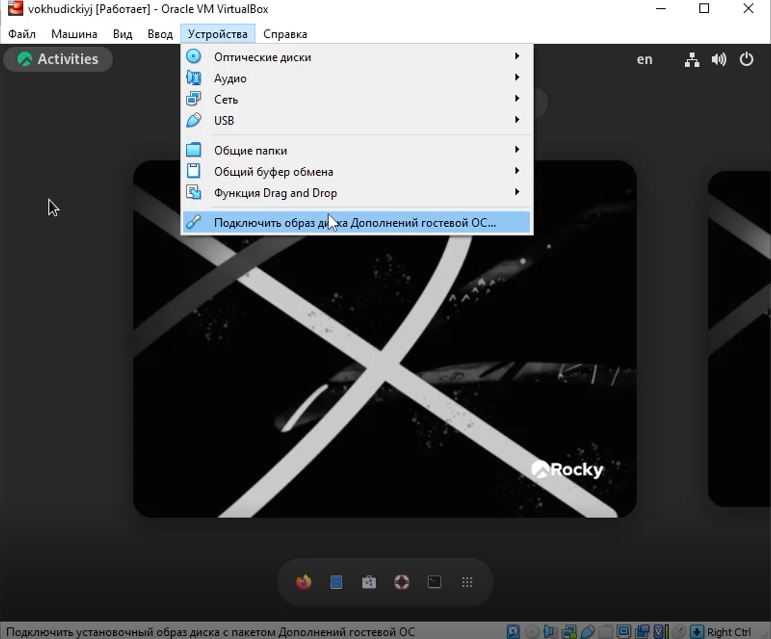 vokhudickiyj [Работает] - Oracle VM VirtualBox
Файл Машина Вид Ввод Устройства Справка
Activities
en
Оптические диски
Аудио
Сеть
USB
Общие папки
Общий буфер обмена
Функция Drag and Drop
Подключить образ диска Дополнений гостевой ОС...
Rocky
Подключить установочный образ диска с пакетом Дополнений гостевой ОС
Right Ctrl